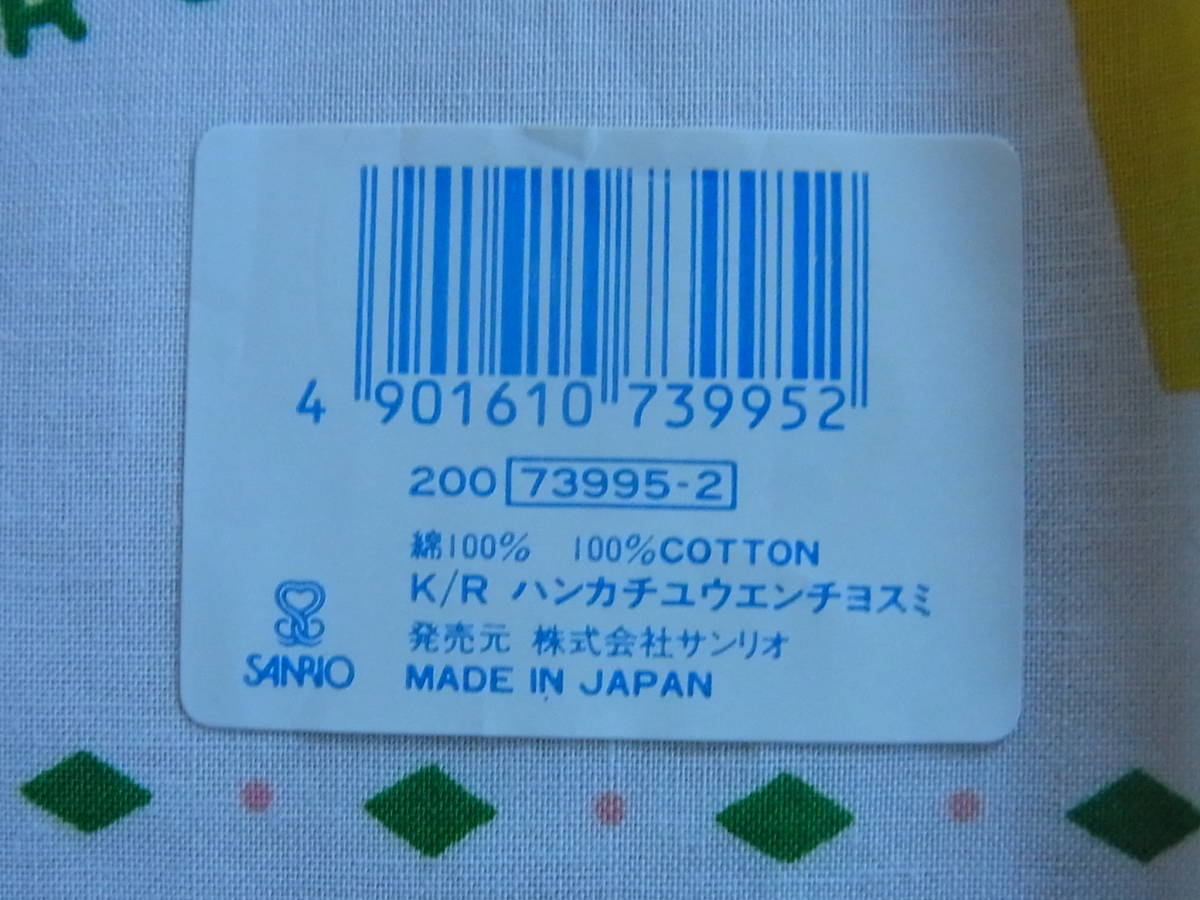 4 901610 739952
200 73995-2
綿100% 100%COTTON
K/R ハンカチユウエンチヨスミ
発売元 株式会社サンリオ
SANRIO
MADE IN JAPAN